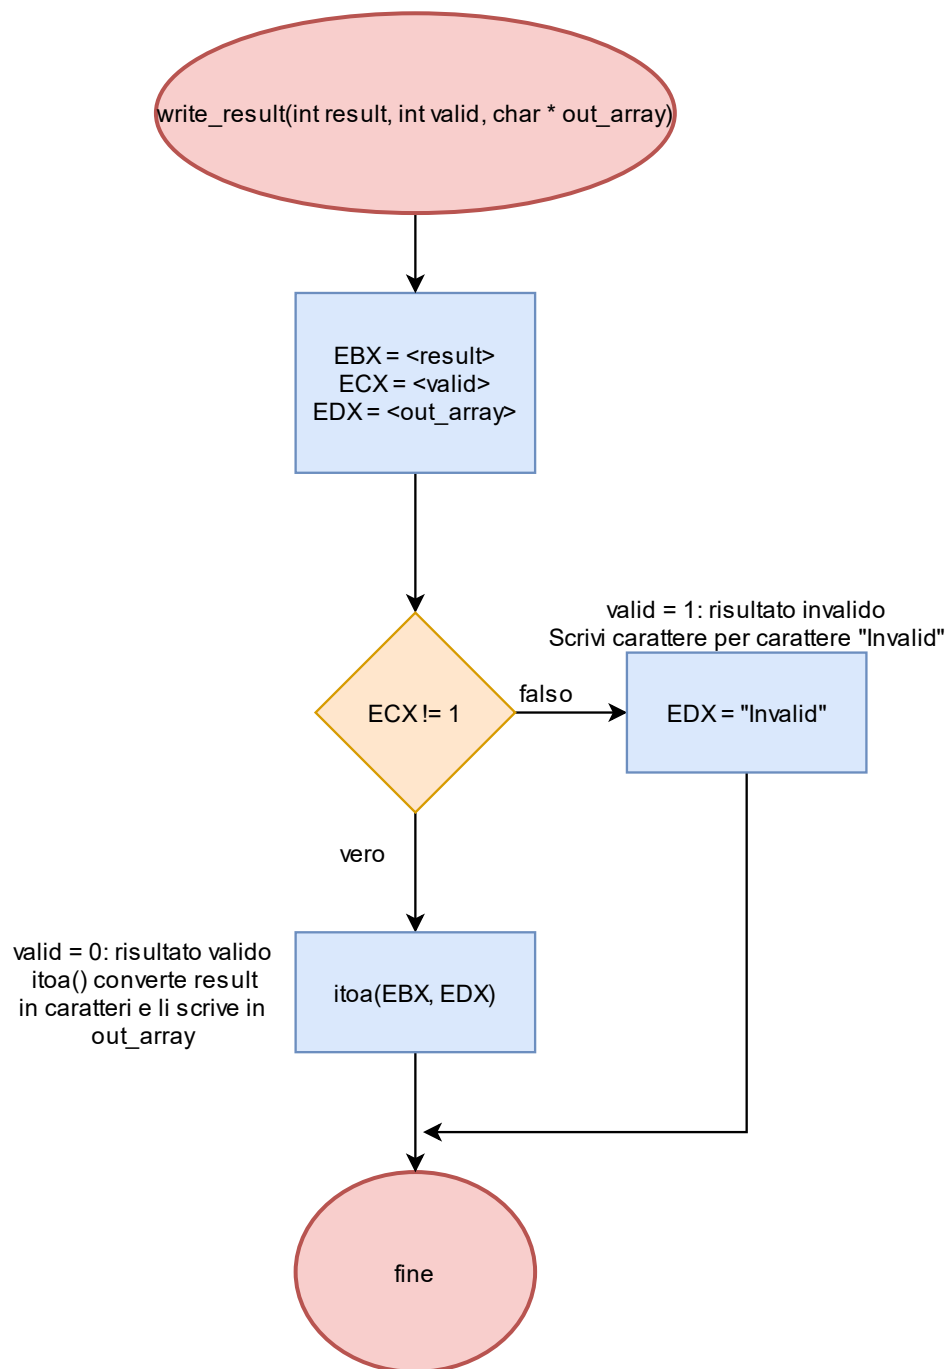 write_result(int result, int valid, char * out_array)
EBX = <result>
ECX = <valid>
EDX = <out_array>
ECX != 1
falso
valid = 1: risultato invalido
Scrivi carattere per carattere "Invalid"
EDX = "Invalid"
vero
valid = 0: risultato valido
itoa() converte result
in caratteri e li scrive in
out_array
itoa(EBX, EDX)
fine